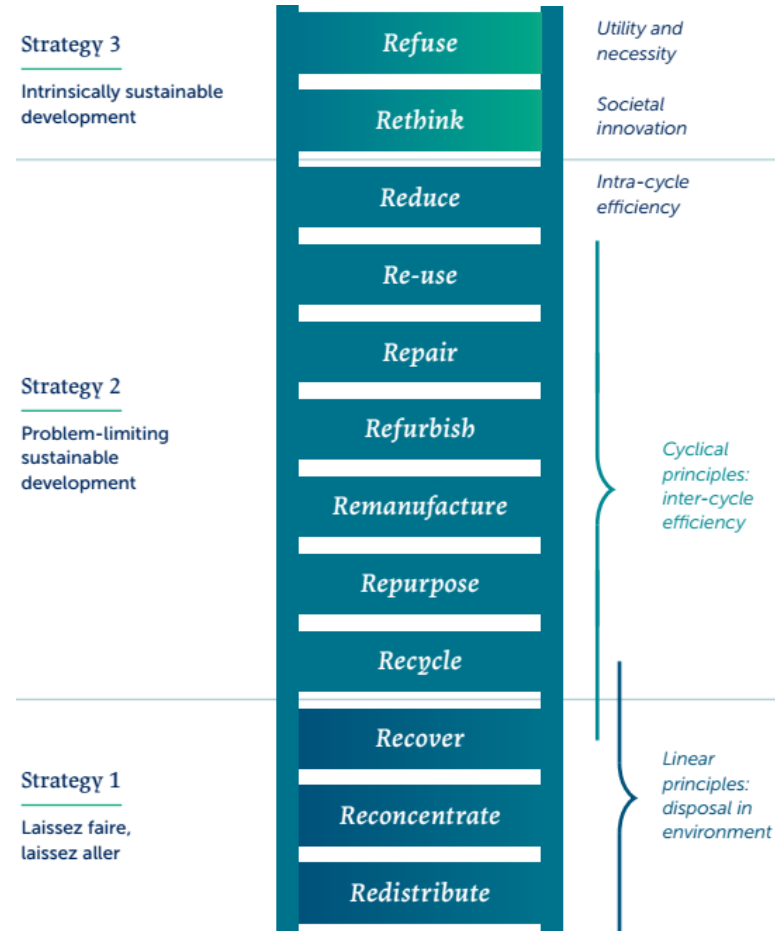 Strategy 3
Intrinsically sustainable
development
Refuse
Utility and
necessity
Rethink
Societal
innovation
Strategy 2
Problem-limiting
sustainable
development
Reduce
Intra-cycle
efficiency
Re-use
Repair
Refurbish
Remanufacture
Repurpose
Recycle
Cyclical
principles:
inter-cycle
efficiency
Strategy 1
Laissez faire,
laissez aller
Recover
Reconcentrate
Redistribute
Linear
principles:
disposal in
environment